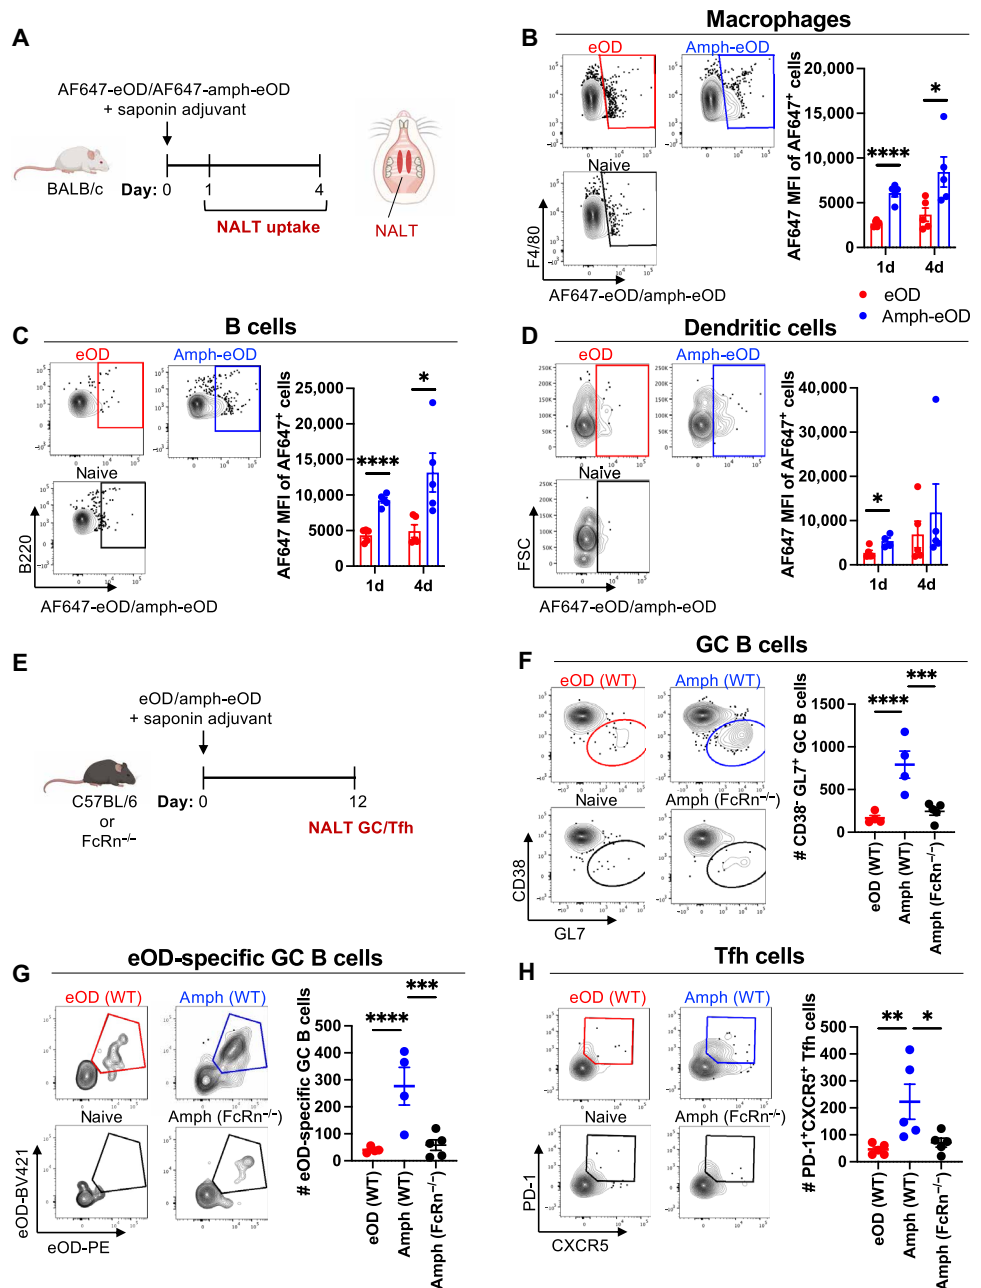 A
AF647-eOD/AF647-amph-eOD
+ saponin adjuvant
BALB/c
Day: 0 1 4
NALT uptake
NALT
Macrophages
B
eOD
Amph-eOD
Naive
F4/80
AF647-eOD/amph-eOD
AF647 MFI of AF647⁺ cells
20,000
15,000
10,000
5000
0
****
*
1d 4d
eOD
Amph-eOD
B cells
C
eOD
Amph-eOD
Naive
B220
AF647-eOD/amph-eOD
AF647 MFI of AF647⁺ cells
25,000
20,000
15,000
10,000
5000
0
****
*
1d 4d
Dendritic cells
D
eOD
Amph-eOD
Naive
FSC
AF647-eOD/amph-eOD
AF647 MFI of AF647⁺ cells
40,000
30,000
20,000
10,000
0
*
1d 4d
E
eOD/amph-eOD
+ saponin adjuvant
C57BL/6
or
FcRn⁻/⁻
Day: 0 12
NALT GC/Tfh
GC B cells
F
eOD (WT)
Amph (WT)
Naive
Amph (FcRn⁻/⁻)
CD38
GL7
# CD38⁻ GL7⁺ GC B cells
1500
1000
500
0
****
***
eOD (WT)
Amph (WT)
Amph (FcRn⁻/⁻)
eOD-specific GC B cells
G
eOD (WT)
Amph (WT)
Naive
Amph (FcRn⁻/⁻)
eOD-BV421
eOD-PE
# eOD-specific GC B cells
500
400
300
200
100
0
****
***
eOD (WT)
Amph (WT)
Amph (FcRn⁻/⁻)
Tfh cells
H
eOD (WT)
Amph (WT)
Naive
Amph (FcRn⁻/⁻)
PD-1
CXCR5
# PD-1⁺CXCR5⁺ Tfh cells
500
400
300
200
100
0
**
*
eOD (WT)
Amph (WT)
Amph (FcRn⁻/⁻)